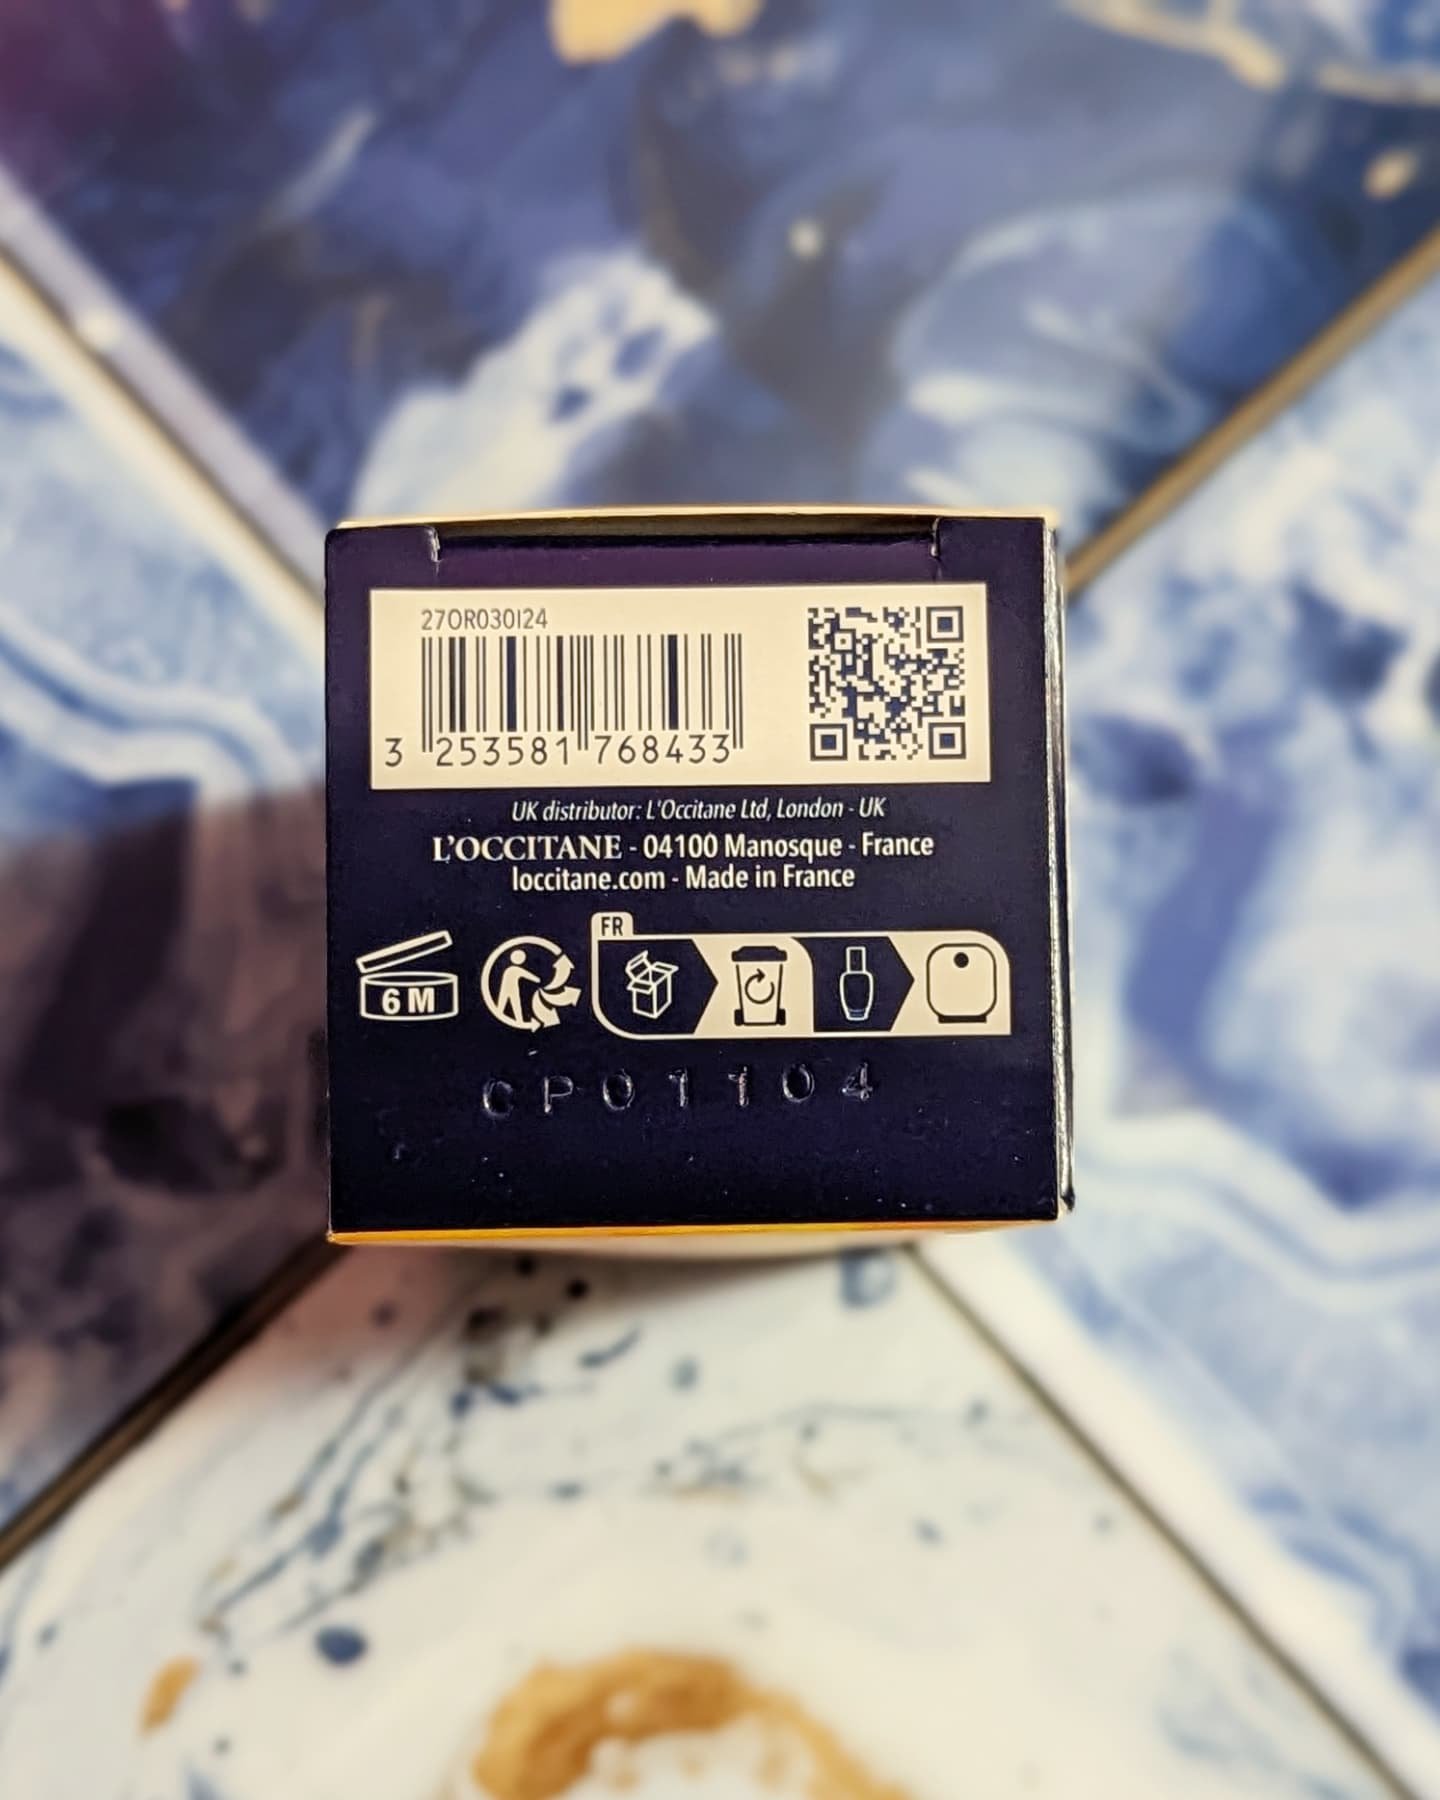 27OR030I24
3 253581 768433
UK distributor: L'Occitane Ltd, London - UK
L'OCCITANE - 04100 Manosque - France
loccitane.com - Made in France
FR
6 M
CP01104